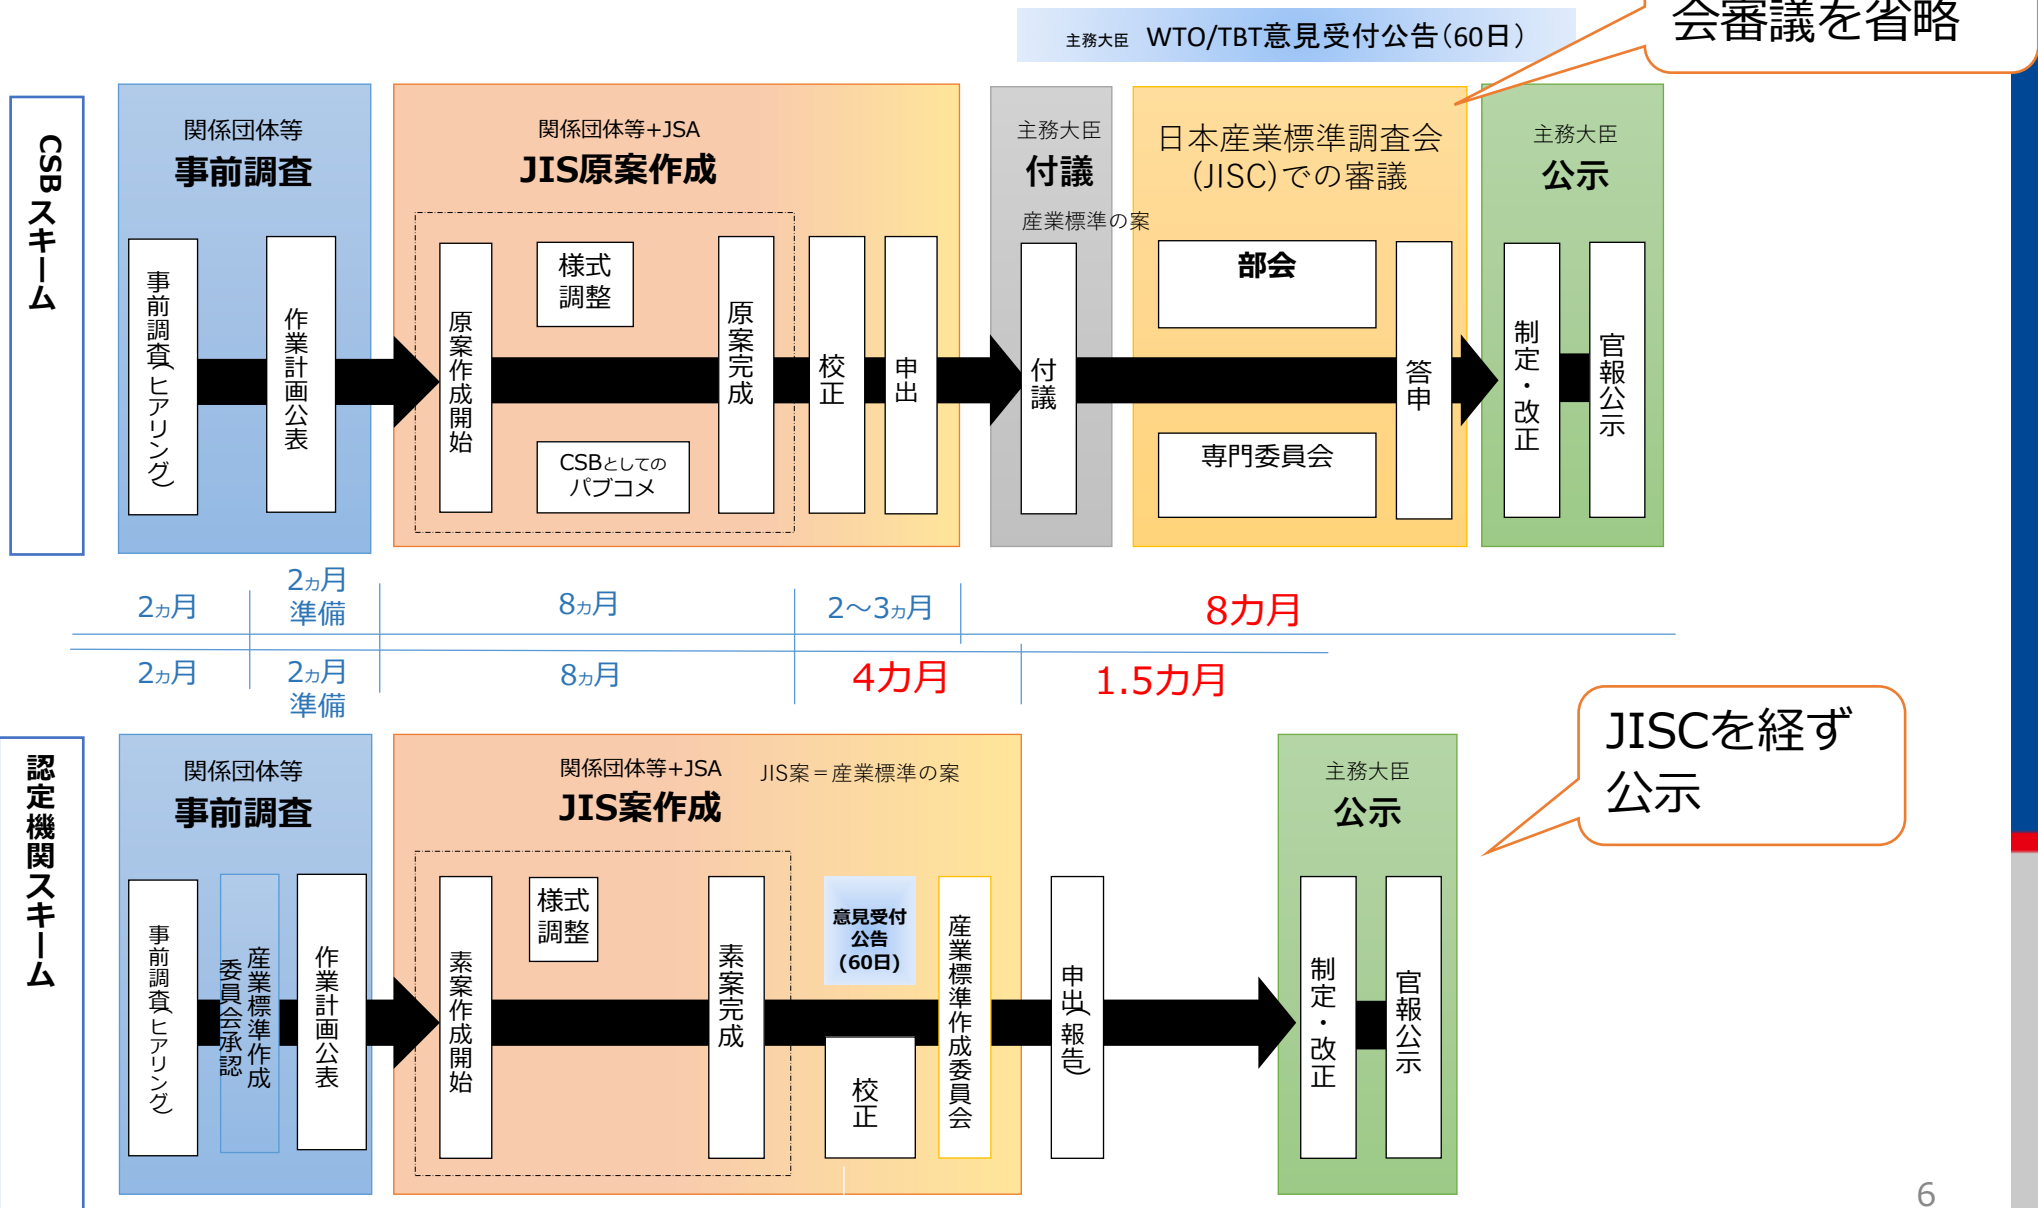 会審議を省略
主務大臣 WTO/TBT意見受付公告(60日)
CSBスキーム
関係団体等
事前調査
事前調査(ヒアリング)
作業計画公表
関係団体等+JSA
JIS原案作成
原案作成開始
様式
調整
CSBとしての
パブコメ
原案完成
校正
申出
主務大臣
付議
産業標準の案
付議
日本産業標準調査会
(JISC)での審議
部会
専門委員会
答申
主務大臣
公示
制定・改正
官報公示
2ヵ月
2ヵ月
準備
8ヵ月
2～3ヵ月
8カ月
2ヵ月
2ヵ月
準備
8ヵ月
4カ月
1.5カ月
JISCを経ず
公示
認定機関スキーム
関係団体等
事前調査
事前調査(ヒアリング)
産業標準作成
委員会承認
作業計画公表
関係団体等+JSA
JIS案＝産業標準の案
JIS案作成
素案作成開始
様式
調整
素案完成
意見受付
公告
(60日)
校正
産業標準作成委員会
申出(報告)
主務大臣
公示
制定・改正
官報公示
6